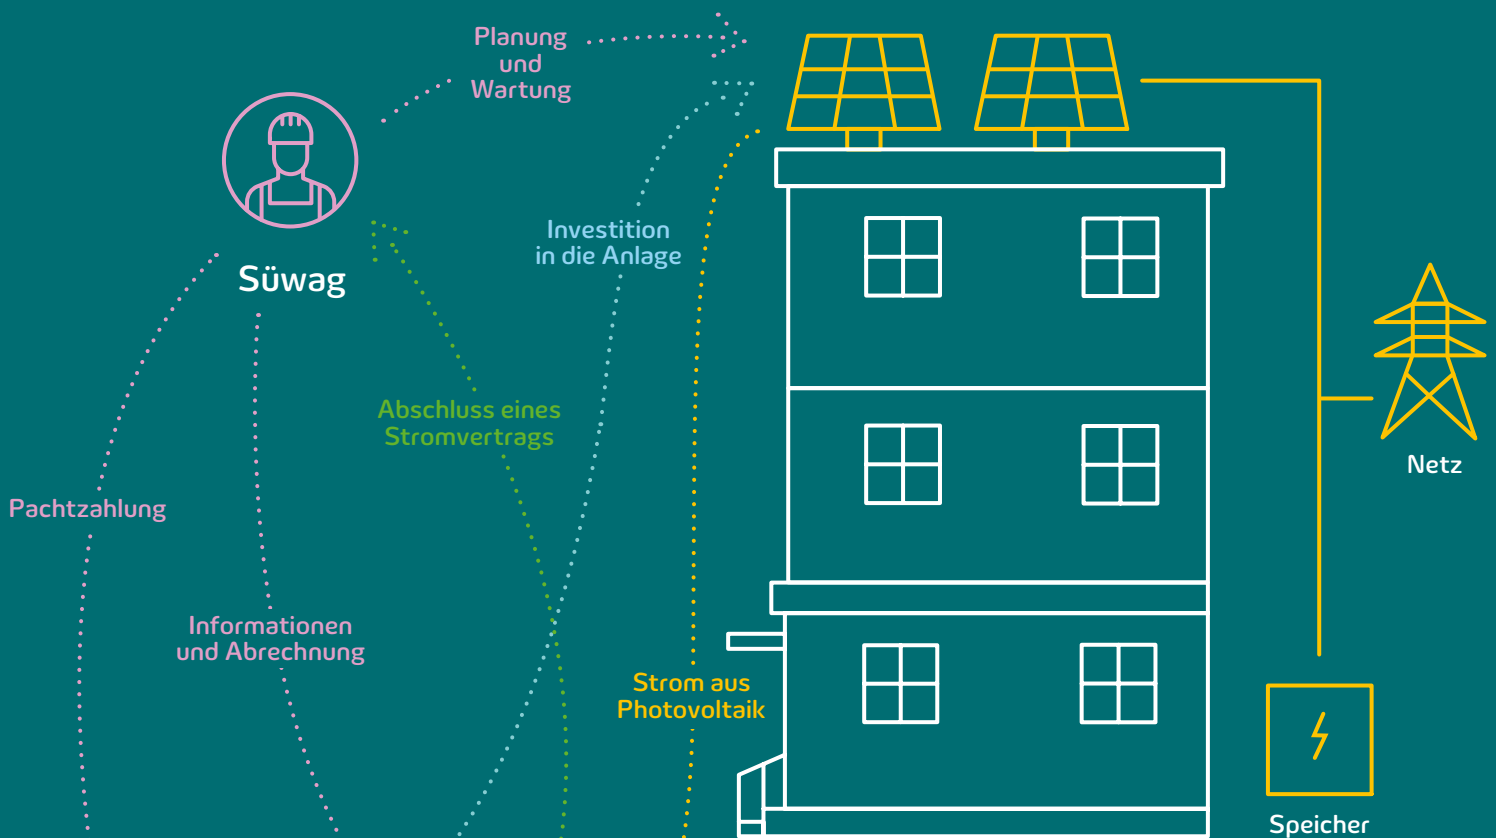 Planung
und
Wartung
Süwag
Investition
in die Anlage
Abschluss eines
Stromvertrags
Netz
Pachtzahlung
Informationen
und Abrechnung
Strom aus
Photovoltaik
Speicher